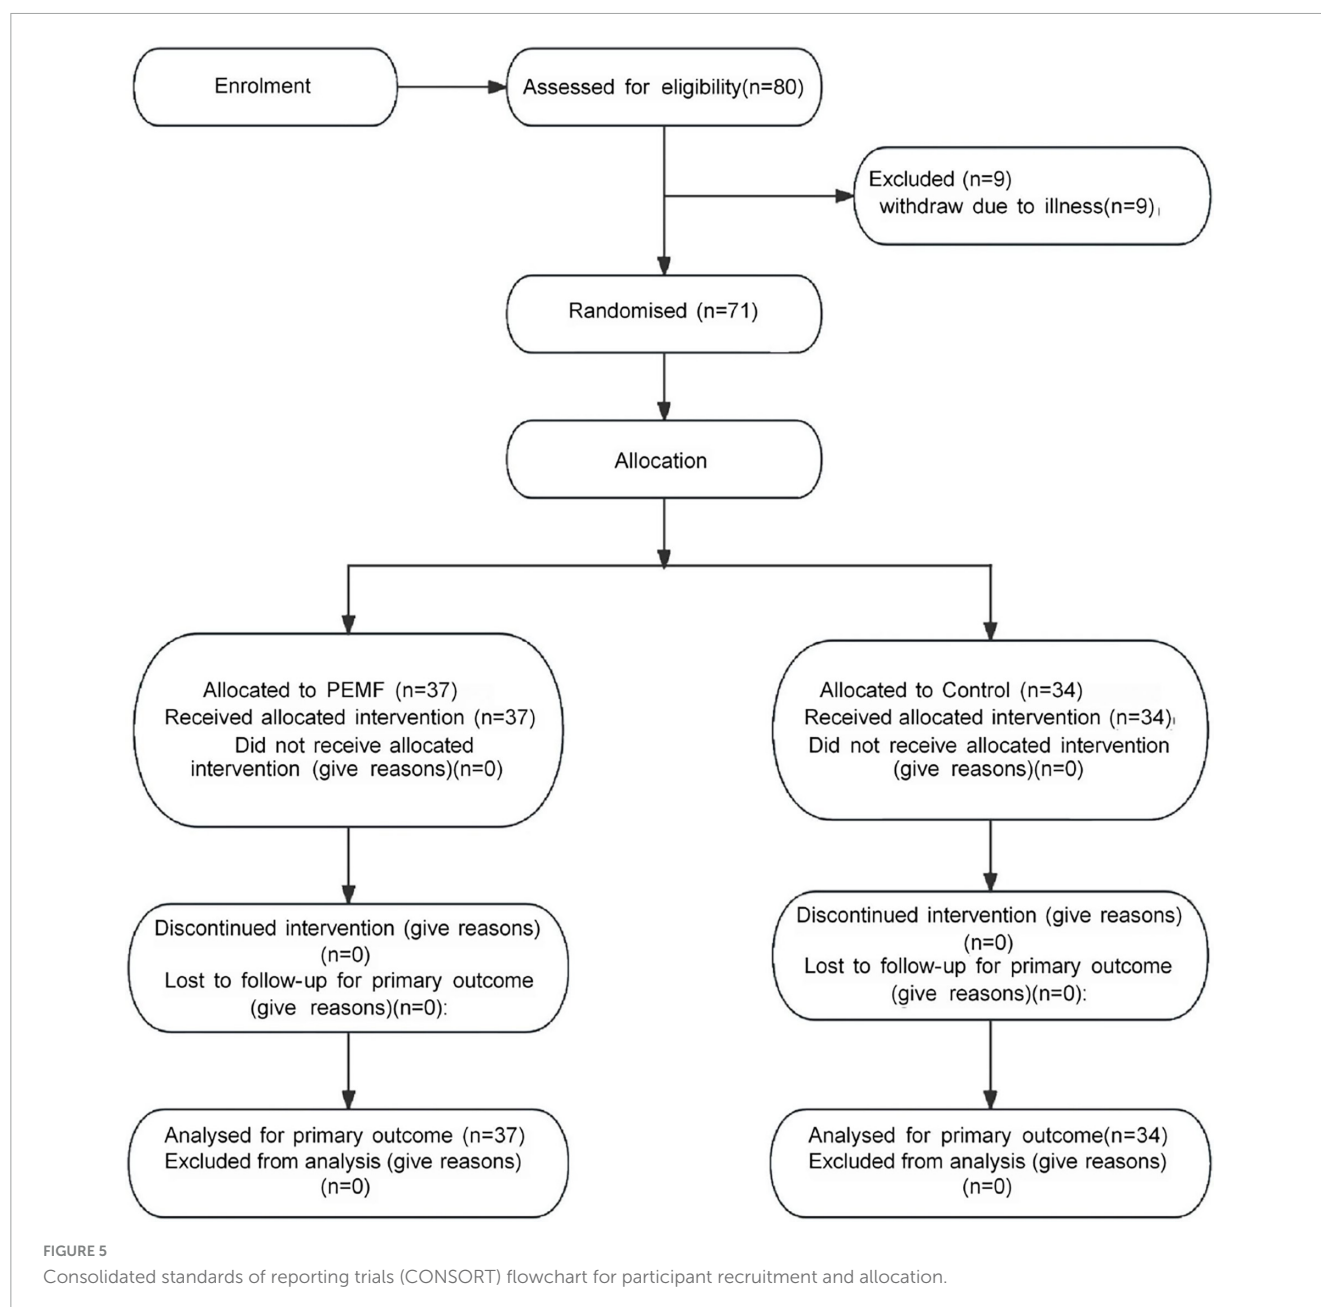 Enrolment
Assessed for eligibility(n=80)
Excluded (n=9)
withdraw due to illness(n=9)
Randomised (n=71)
Allocation
Allocated to PEMF (n=37)
Received allocated intervention (n=37)
Did not receive allocated
intervention (give reasons)(n=0)
Allocated to Control (n=34)
Received allocated intervention (n=34)
Did not receive allocated intervention
(give reasons)(n=0)
Discontinued intervention (give reasons)
(n=0)
Lost to follow-up for primary outcome
(give reasons)(n=0):
Discontinued intervention (give reasons)
(n=0)
Lost to follow-up for primary outcome
(give reasons)(n=0):
Analysed for primary outcome (n=37)
Excluded from analysis (give reasons)
(n=0)
Analysed for primary outcome(n=34)
Excluded from analysis (give reasons)
(n=0)
FIGURE 5
Consolidated standards of reporting trials (CONSORT) flowchart for participant recruitment and allocation.